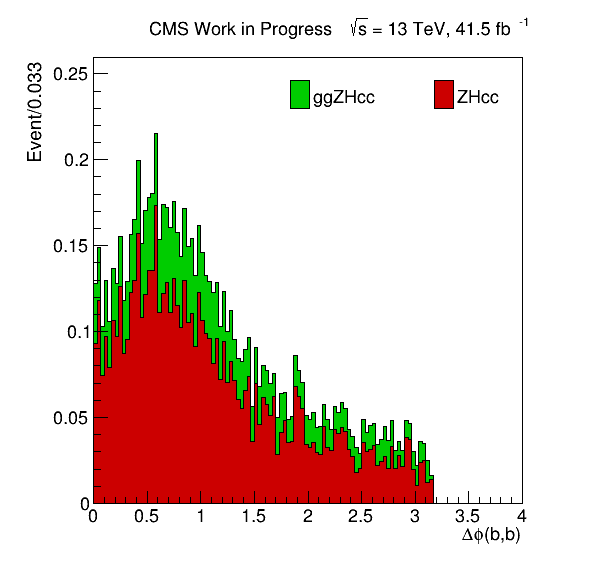 CMS Work in Progress √s = 13 TeV, 41.5 fb⁻¹
Event/0.033
ggZHcc ZHcc
0.25
0.2
0.15
0.1
0.05
0
0 0.5 1 1.5 2 2.5 3 3.5 4
Δϕ(b,b)